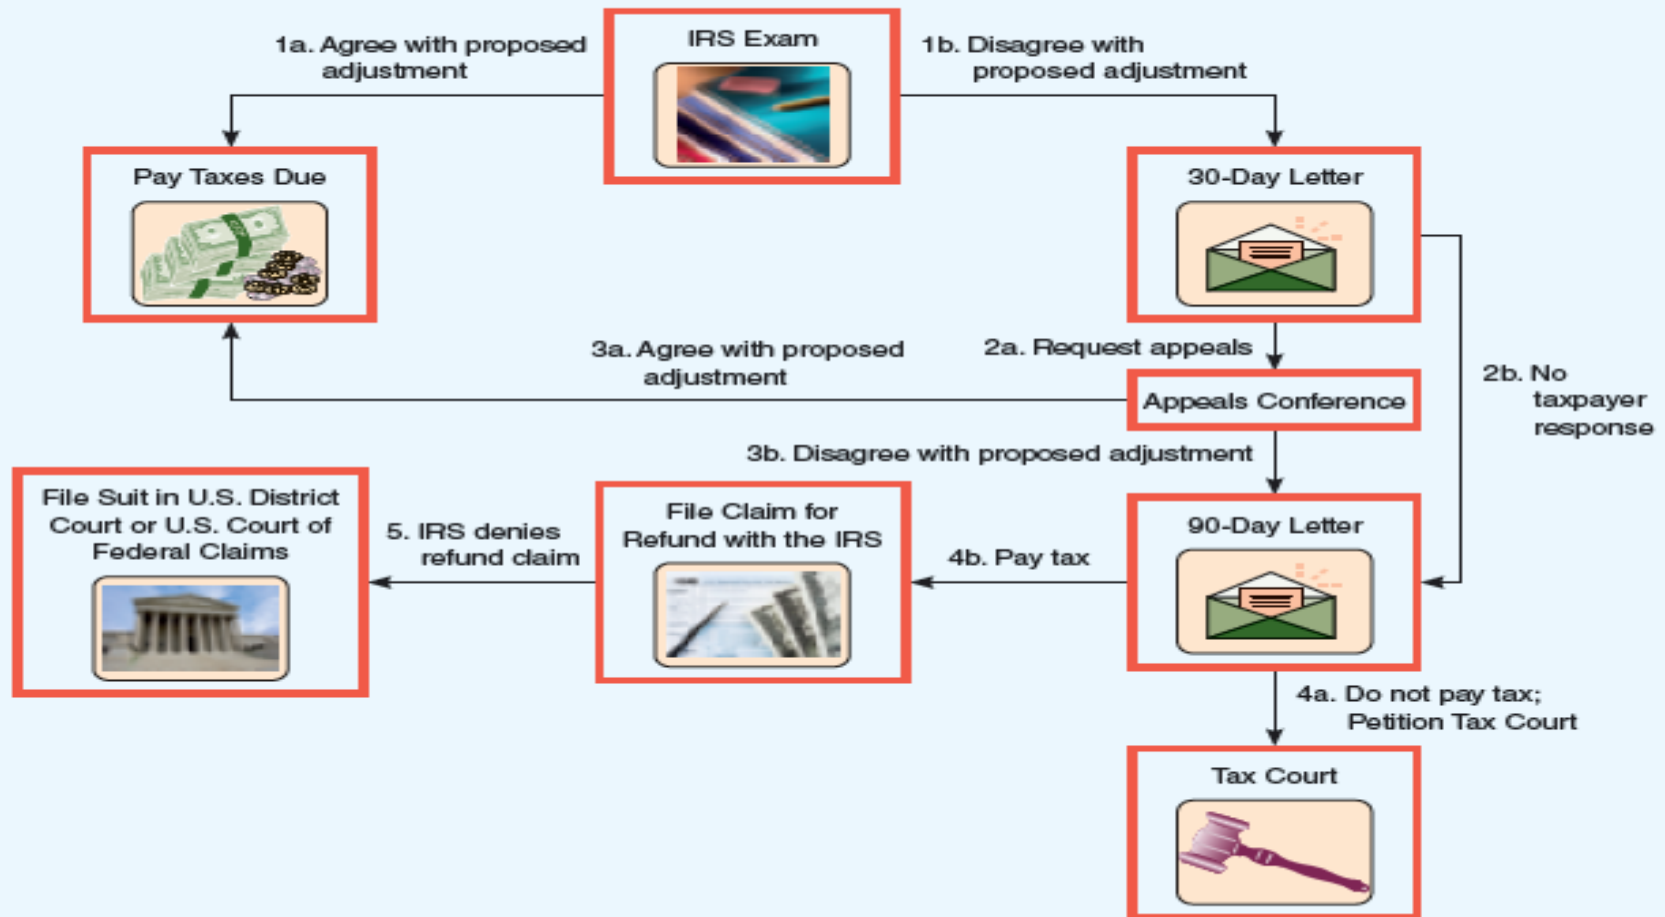 IRS Exam
1a. Agree with proposed
adjustment
1b. Disagree with
proposed adjustment
Pay Taxes Due
30-Day Letter
3a. Agree with proposed
adjustment
2a. Request appeals
2b. No
taxpayer
response
Appeals Conference
3b. Disagree with proposed adjustment
File Suit in U.S. District
Court or U.S. Court of
Federal Claims
5. IRS denies
refund claim
File Claim for
Refund with the IRS
4b. Pay tax
90-Day Letter
4a. Do not pay tax;
Petition Tax Court
Tax Court